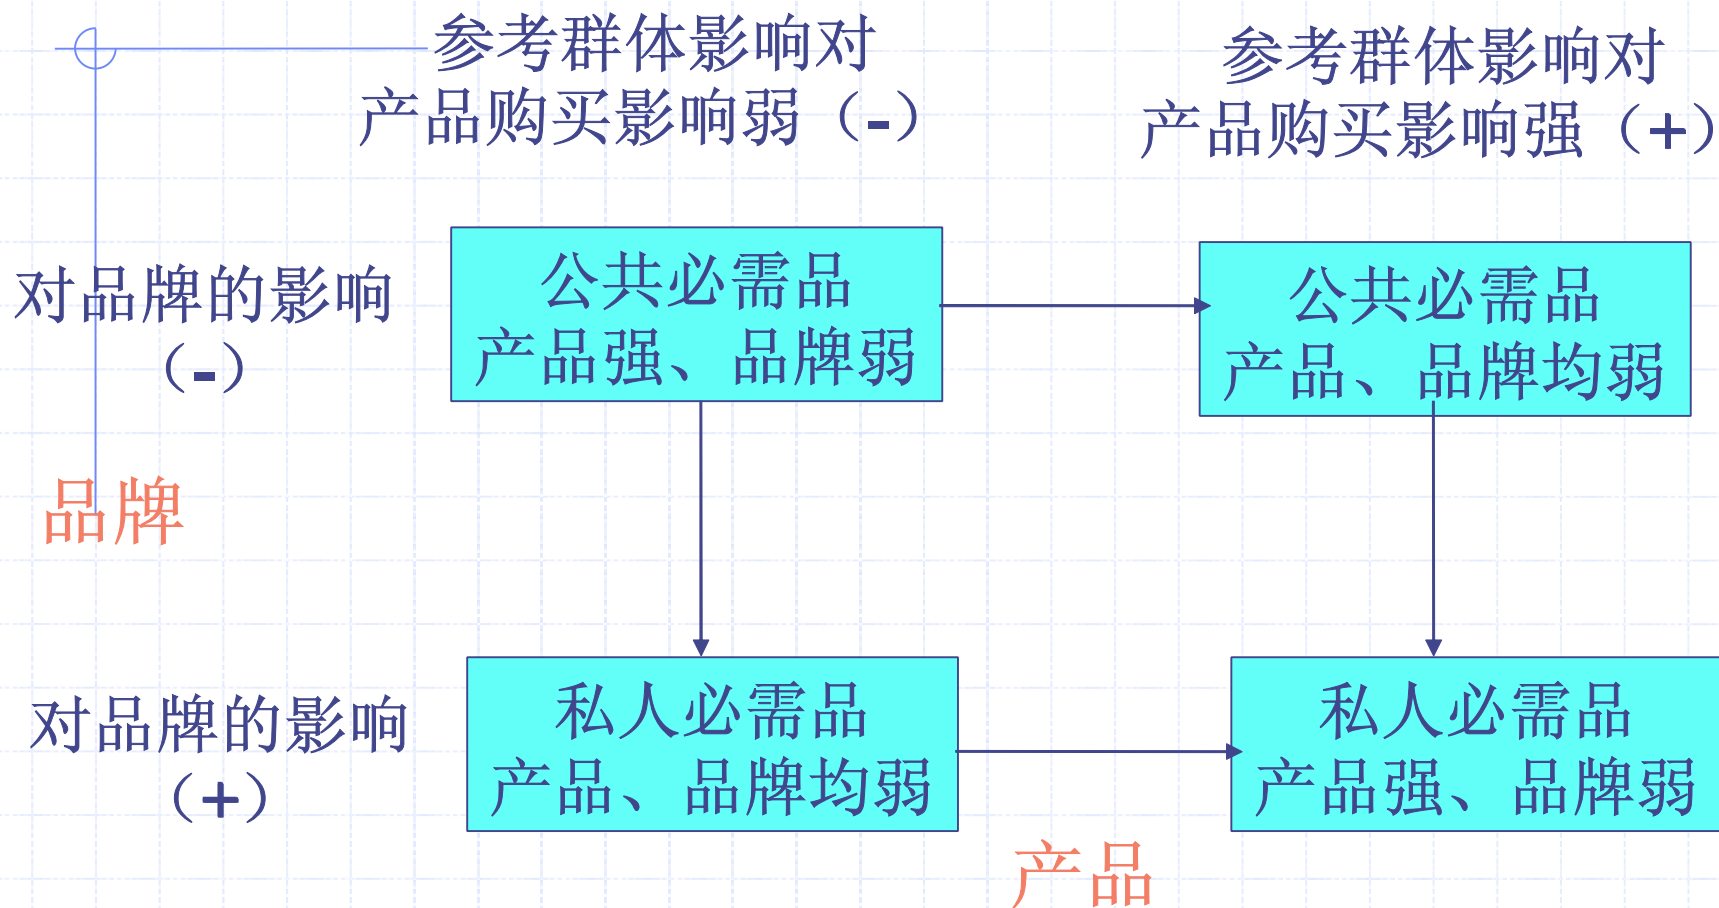 参考群体影响对
产品购买影响弱（-）
参考群体影响对
产品购买影响强（+）
对品牌的影响
（-）
公共必需品
产品强、品牌弱
公共必需品
产品、品牌均弱
品牌
对品牌的影响
（+）
私人必需品
产品、品牌均弱
私人必需品
产品强、品牌弱
产品